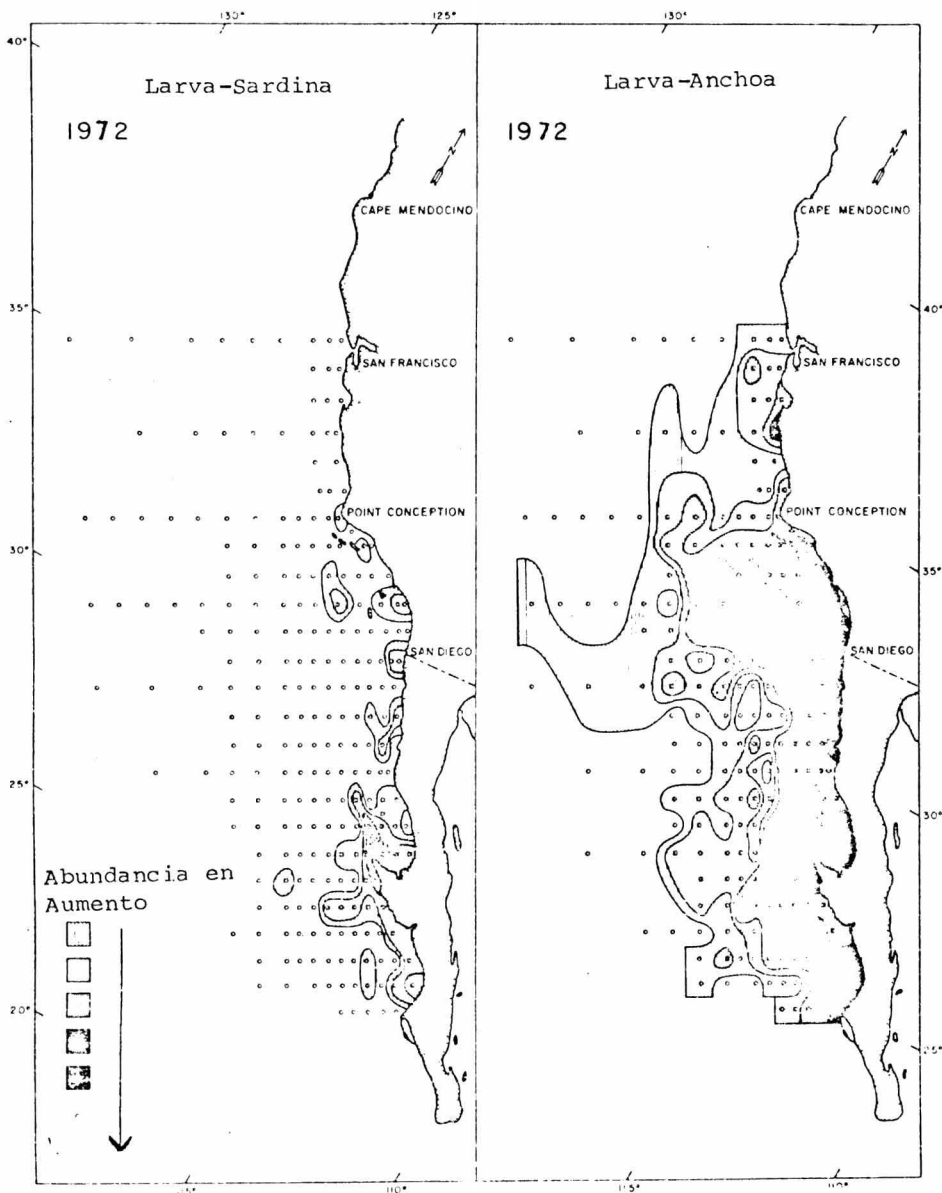 130°
125°
130°
40°
Larva-Sardina
Larva-Anchoa
1972
1972
N
N
CAPE MENDOCINO
CAPE MENDOCINO
35°
40°
SAN FRANCISCO
SAN FRANCISCO
POINT CONCEPTION
POINT CONCEPTION
30°
35°
SAN DIEGO
SAN DIEGO
25°
30°
Abundancia en
Aumento
20°
25°
110°
115°
110°